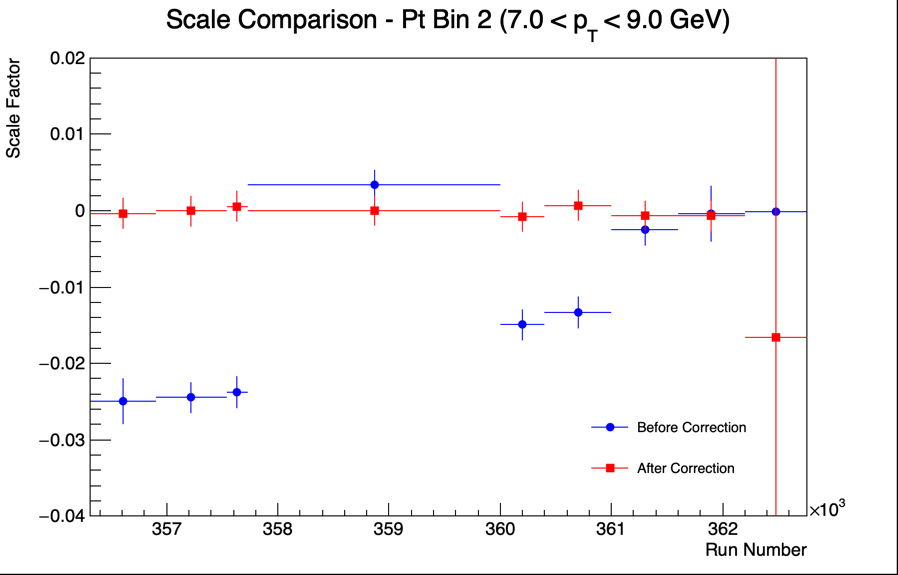 Scale Comparison - Pt Bin 2 (7.0 < p_T < 9.0 GeV)
Scale Factor
0.02
0.01
0
−0.01
−0.02
−0.03
−0.04
Before Correction
After Correction
357 358 359 360 361 362
×10³
Run Number